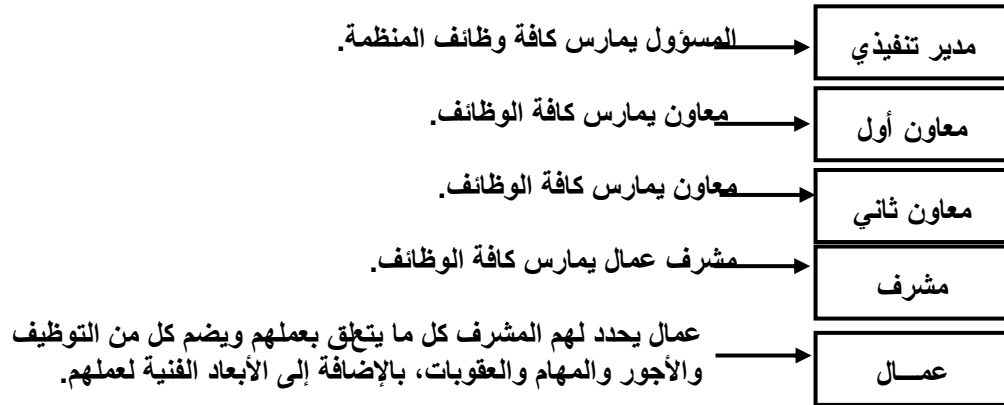 مدير تنفيذي
المسؤول يمارس كافة وظائف المنظمة.
معاون أول
معاون يمارس كافة الوظائف.
معاون ثاني
معاون يمارس كافة الوظائف.
مشرف
مشرف عمال يمارس كافة الوظائف.
عمـــال
عمال يحدد لهم المشرف كل ما يتعلق بعملهم ويضم كل من التوظيف
والأجور والمهام والعقوبات، بالإضافة إلى الأبعاد الفنية لعملهم.